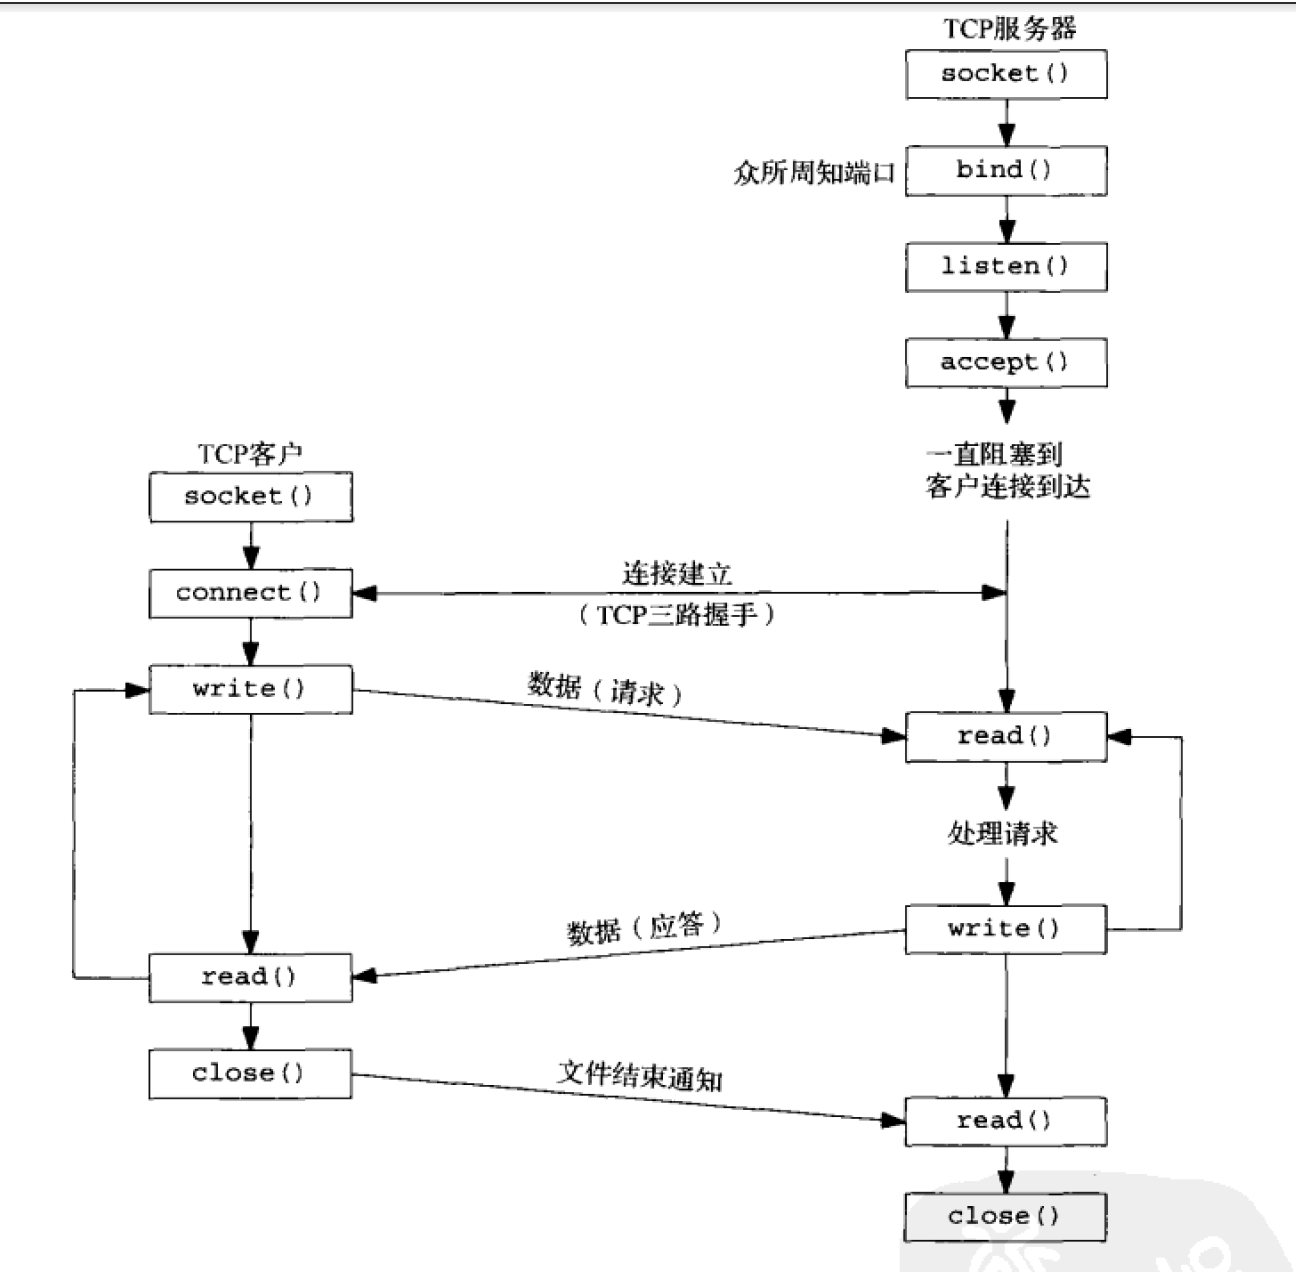 TCP服务器
socket()
众所周知端口
bind()
listen()
accept()
一直阻塞到
客户连接到达
TCP客户
socket()
connect()
连接建立
（TCP三路握手）
write()
数据（请求）
read()
处理请求
write()
数据（应答）
read()
close()
文件结束通知
read()
close()